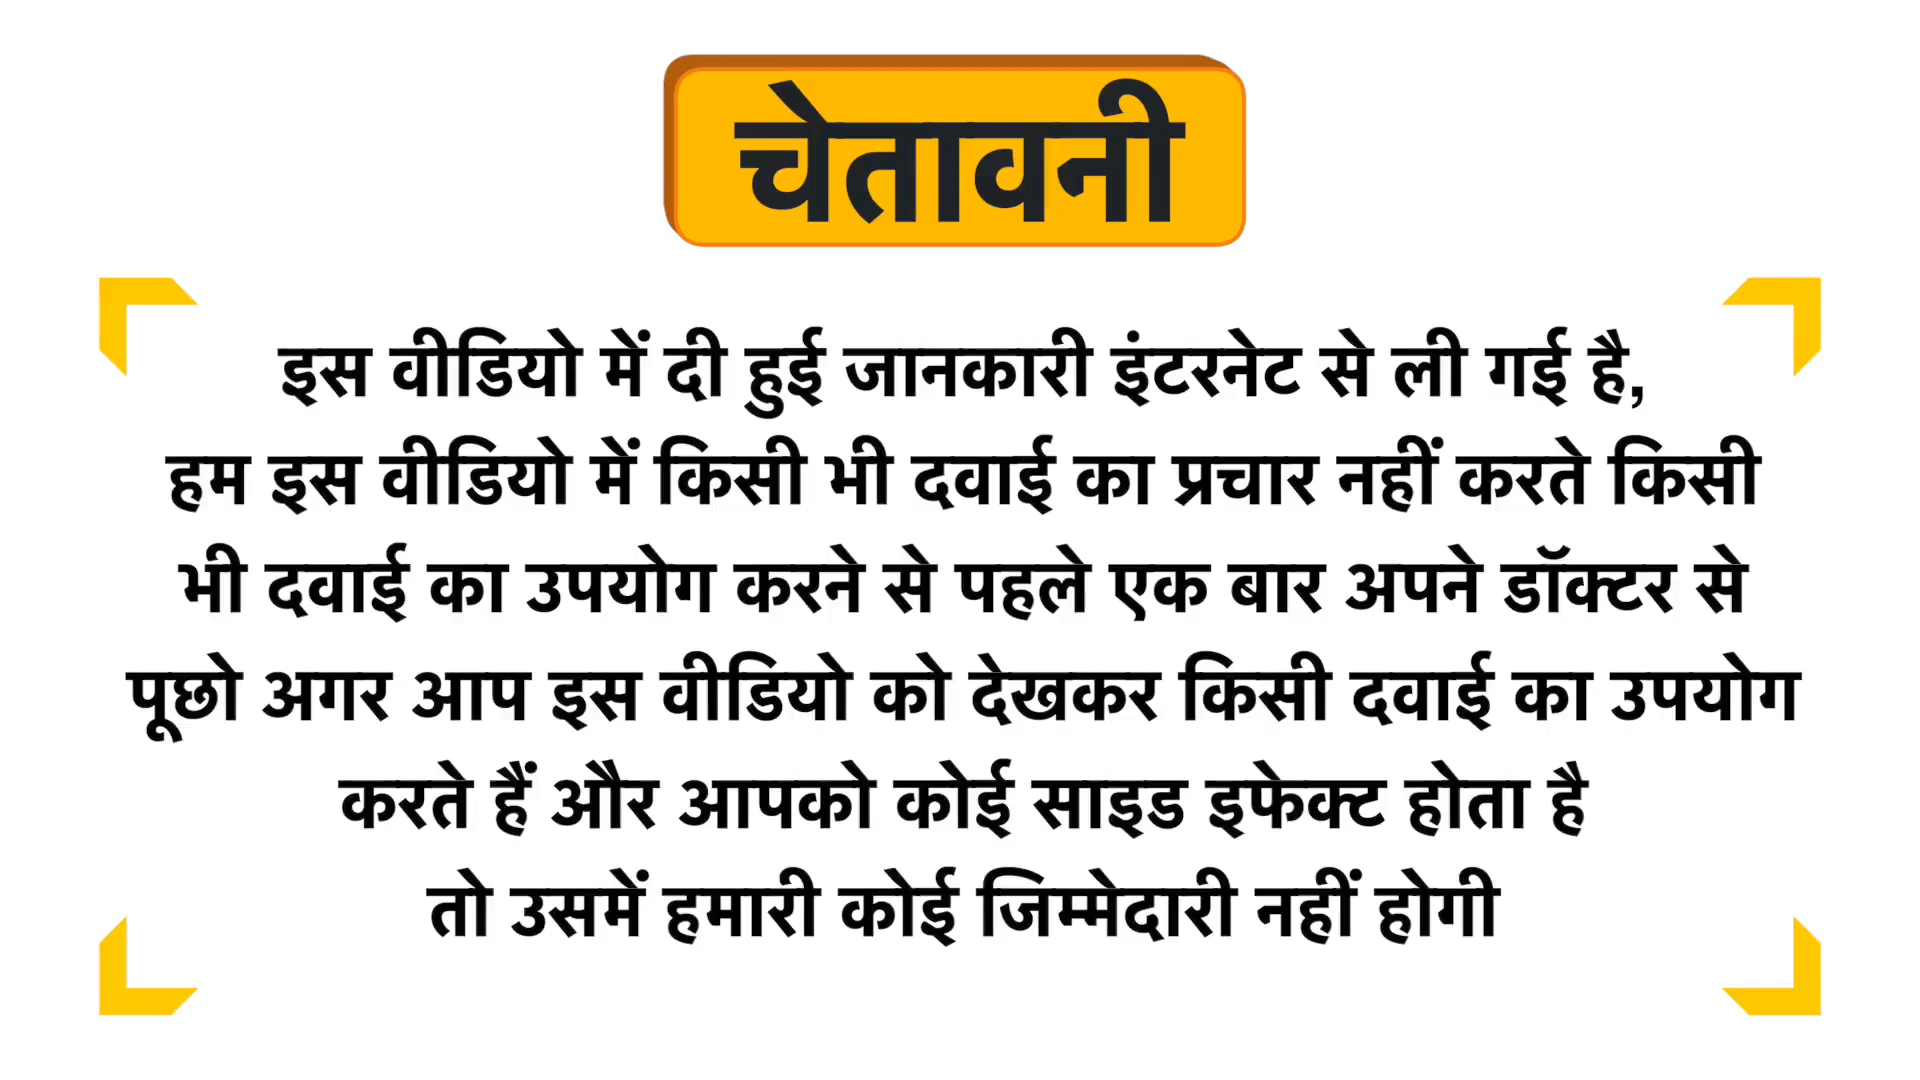 चेतावनी
इस वीडियो में दी हुई जानकारी इंटरनेट से ली गई है,
हम इस वीडियो में किसी भी दवाई का प्रचार नहीं करते किसी
भी दवाई का उपयोग करने से पहले एक बार अपने डॉक्टर से
पूछो अगर आप इस वीडियो को देखकर किसी दवाई का उपयोग
करते हैं और आपको कोई साइड इफेक्ट होता है
तो उसमें हमारी कोई जिम्मेदारी नहीं होगी